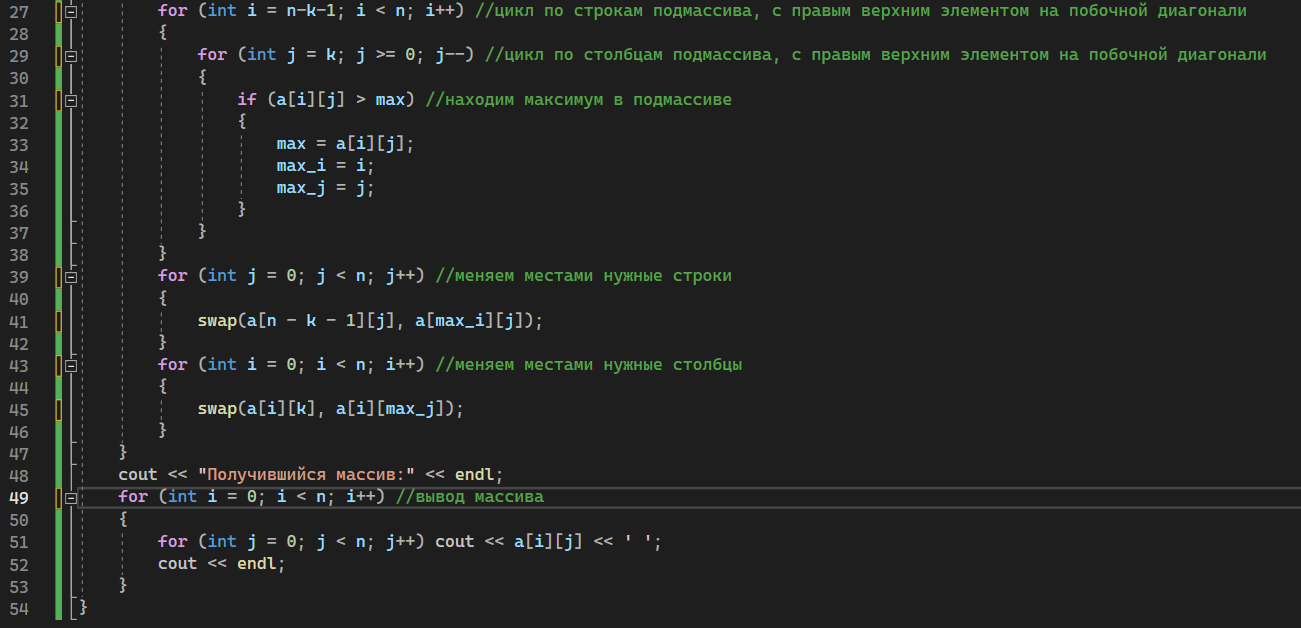 27 for (int i = n-k-1; i < n; i++) //цикл по строкам подмассива, с правым верхним элементом на побочной диагонали
28 {
29 for (int j = k; j >= 0; j--) //цикл по столбцам подмассива, с правым верхним элементом на побочной диагонали
30 {
31 if (a[i][j] > max) //находим максимум в подмассиве
32 {
33 max = a[i][j];
34 max_i = i;
35 max_j = j;
36 }
37 }
38 }
39 for (int j = 0; j < n; j++) //меняем местами нужные строки
40 {
41 swap(a[n - k - 1][j], a[max_i][j]);
42 }
43 for (int i = 0; i < n; i++) //меняем местами нужные столбцы
44 {
45 swap(a[i][k], a[i][max_j]);
46 }
47 }
48 cout << "Получившийся массив:" << endl;
49 for (int i = 0; i < n; i++) //вывод массива
50 {
51 for (int j = 0; j < n; j++) cout << a[i][j] << ' ';
52 cout << endl;
53 }
54 }